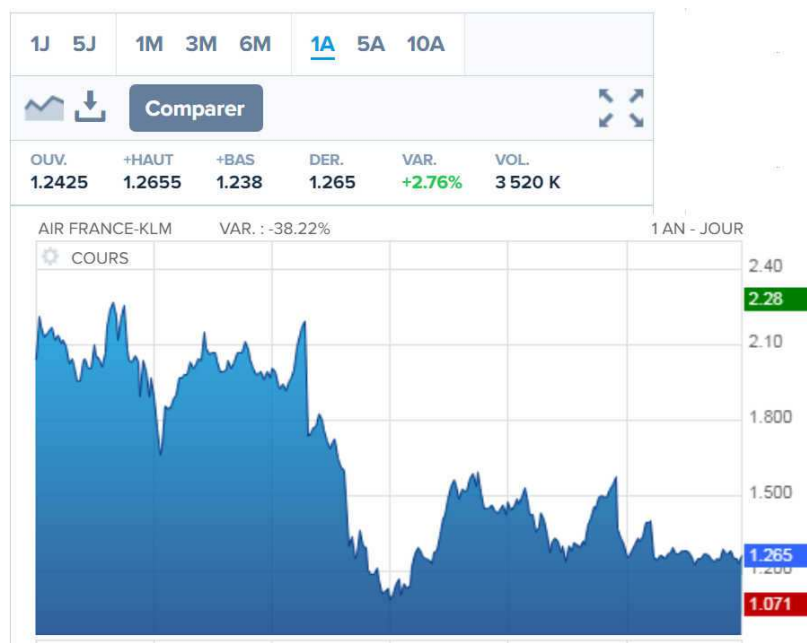 1J 5J 1M 3M 6M 1A 5A 10A
Comparer
OUV. +HAUT +BAS DER. VAR. VOL.
1.2425 1.2655 1.238 1.265 +2.76% 3 520 K
AIR FRANCE-KLM VAR. : -38.22% 1 AN - JOUR
COURS
2.40
2.28
2.10
1.800
1.500
1.265
1.200
1.071